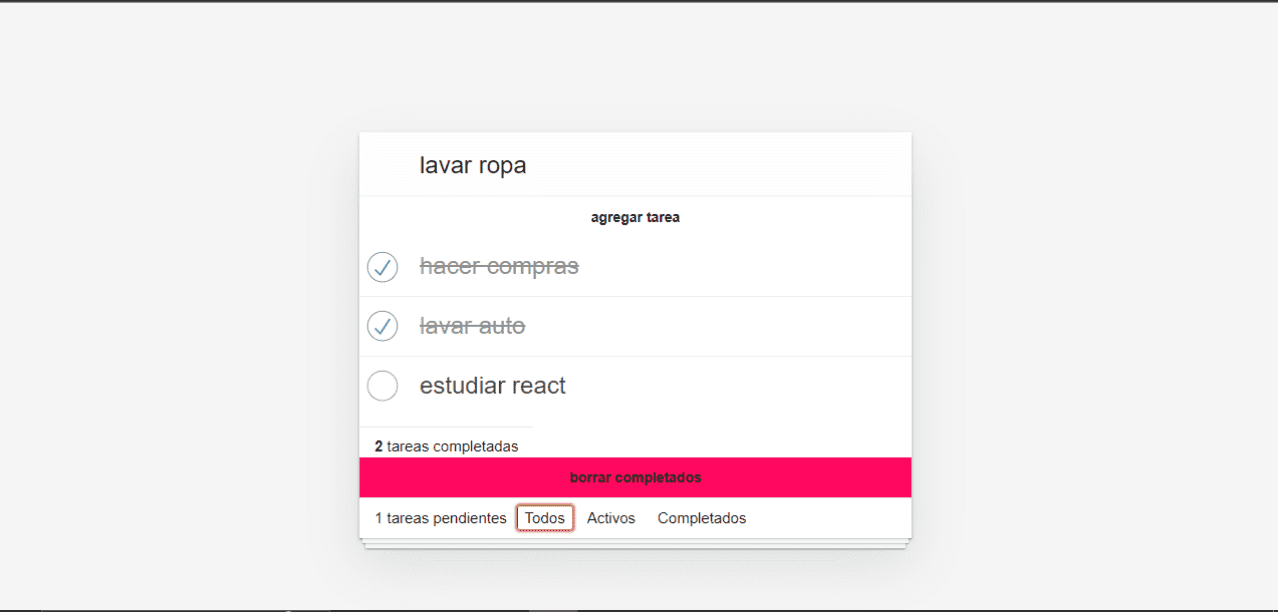 lavar ropa
agregar tarea
hacer compras
lavar auto
estudiar react
2 tareas completadas
borrar completados
1 tareas pendientes Todos Activos Completados